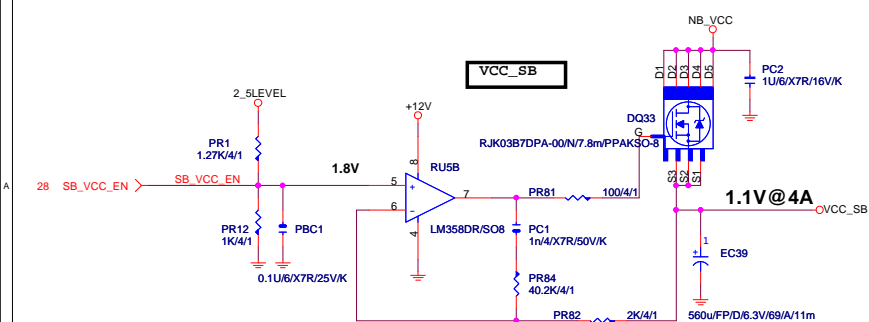 NB_VCC
VCC_SB
D1
D2
D3
D4
D5
PC2
1U/6/X7R/16V/K
2_5LEVEL
+12V
DQ33
G
RJK03B7DPA-00/N/7.8m/PPAKSO-8
PR1
1.27K/4/1
8
RU5B
1.8V
S3
S2
S1
A
28 SB_VCC_EN
SB_VCC_EN
5
+
7
PR81
100/4/1
1.1V@4A
6
-
VCC_SB
PR12
1K/4/1
PBC1
4
LM358DR/SO8
PC1
1n/4/X7R/50V/K
1
+
EC39
0.1U/6/X7R/25V/K
PR84
40.2K/4/1
PR82
2K/4/1
560u/FP/D/6.3V/69/A/11m